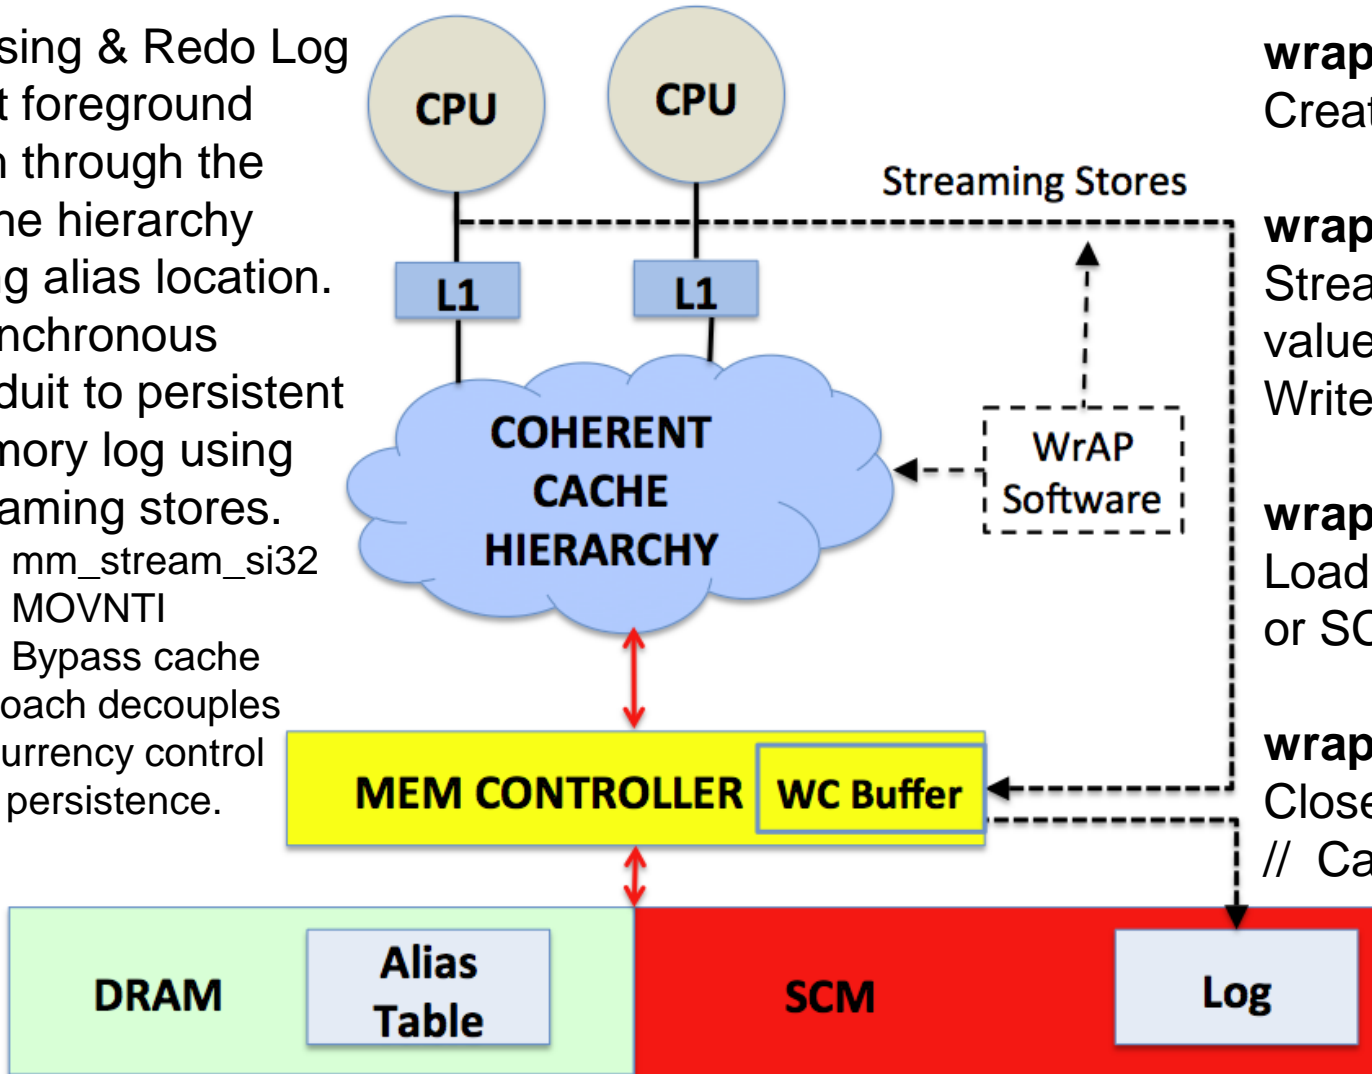 sing & Redo Log
t foreground
n through the
ne hierarchy
ng alias location.
nchronous
duit to persistent
mory log using
aming stores.
mm_stream_si32
MOVNTI
Bypass cache
oach decouples
currency control
persistence.
CPU
CPU
Streaming Stores
L1
L1
COHERENT
CACHE
HIERARCHY
WrAP
Software
MEM CONTROLLER
WC Buffer
DRAM
Alias
Table
SCM
Log
wrap
Creat
wrap
Strea
value
Write
wrap
Load
or SC
wrap
Close
// Ca